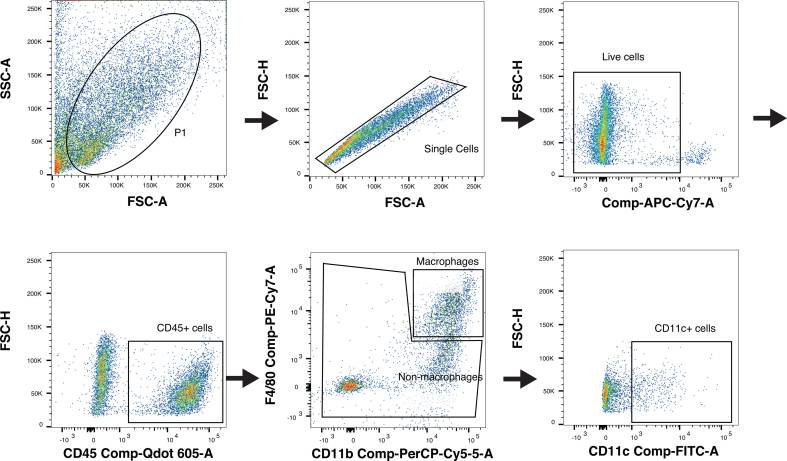 250K
200K
150K
100K
50K
0
SSC-A
P1
0 50K 100K 150K 200K 250K
FSC-A
250K
200K
150K
100K
50K
0
FSC-H
Single Cells
0 50K 100K 150K 200K 250K
FSC-A
250K
200K
150K
100K
50K
0
FSC-H
Live cells
-10 3 0 10 3 10 4 10 5
Comp-APC-Cy7-A
250K
200K
150K
100K
50K
0
FSC-H
CD45+ cells
-10 3 0 10 3 10 4 10 5
CD45 Comp-Qdot 605-A
10 5
10 4
10 3
0
-10 3
F4/80 Comp-PE-Cy7-A
Macrophages
Non-macrophages
-10 3 0 10 3 10 4 10 5
CD11b Comp-PerCP-Cy5-5-A
250K
200K
150K
100K
50K
0
FSC-H
CD11c+ cells
-10 3 0 10 3 10 4 10 5
CD11c Comp-FITC-A